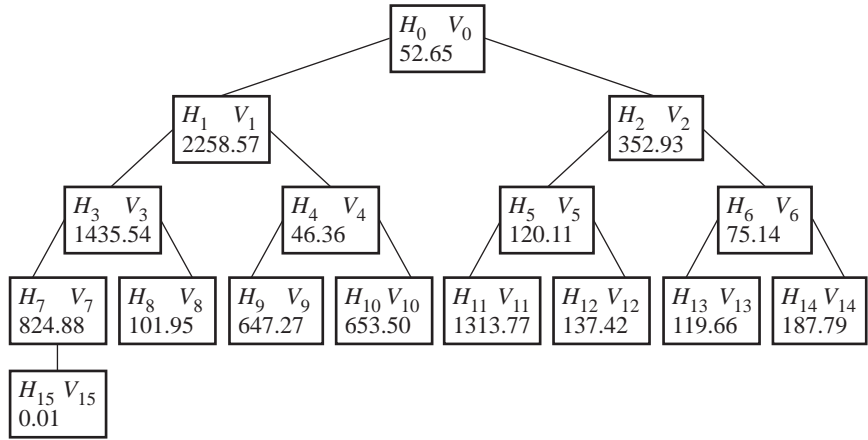 H₀ V₀
52.65
H₁ V₁
2258.57
H₂ V₂
352.93
H₃ V₃
1435.54
H₄ V₄
46.36
H₅ V₅
120.11
H₆ V₆
75.14
H₇ V₇
824.88
H₈ V₈
101.95
H₉ V₉
647.27
H₁₀ V₁₀
653.50
H₁₁ V₁₁
1313.77
H₁₂ V₁₂
137.42
H₁₃ V₁₃
119.66
H₁₄ V₁₄
187.79
H₁₅ V₁₅
0.01